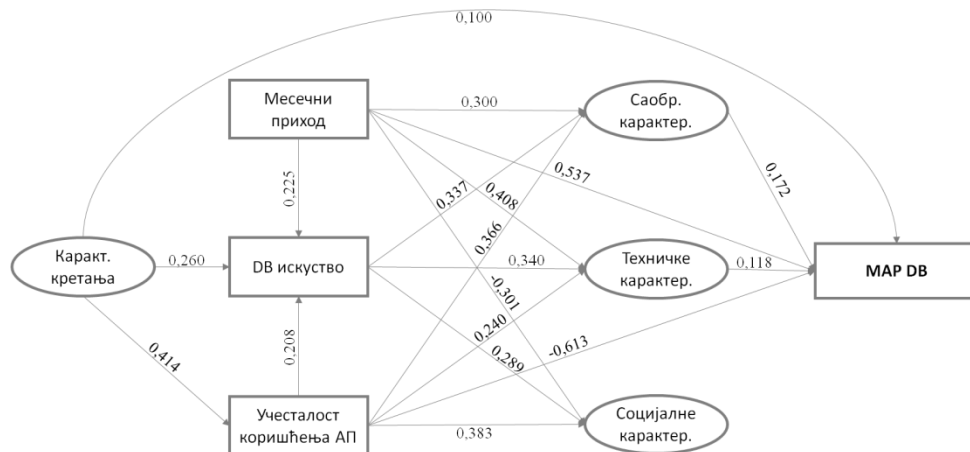 0,100
Месечни
приход
0,300
Саобр.
карактер.
0,225
0,337
0,408
0,537
0,172
0,366
Каракт.
кретања
0,260
DB искуство
0,340
Техничке
карактер.
0,118
MAP DB
-0,301
0,240
0,208
0,289
-0,613
0,414
Учесталост
коришћења АП
0,383
Социјалне
карактер.